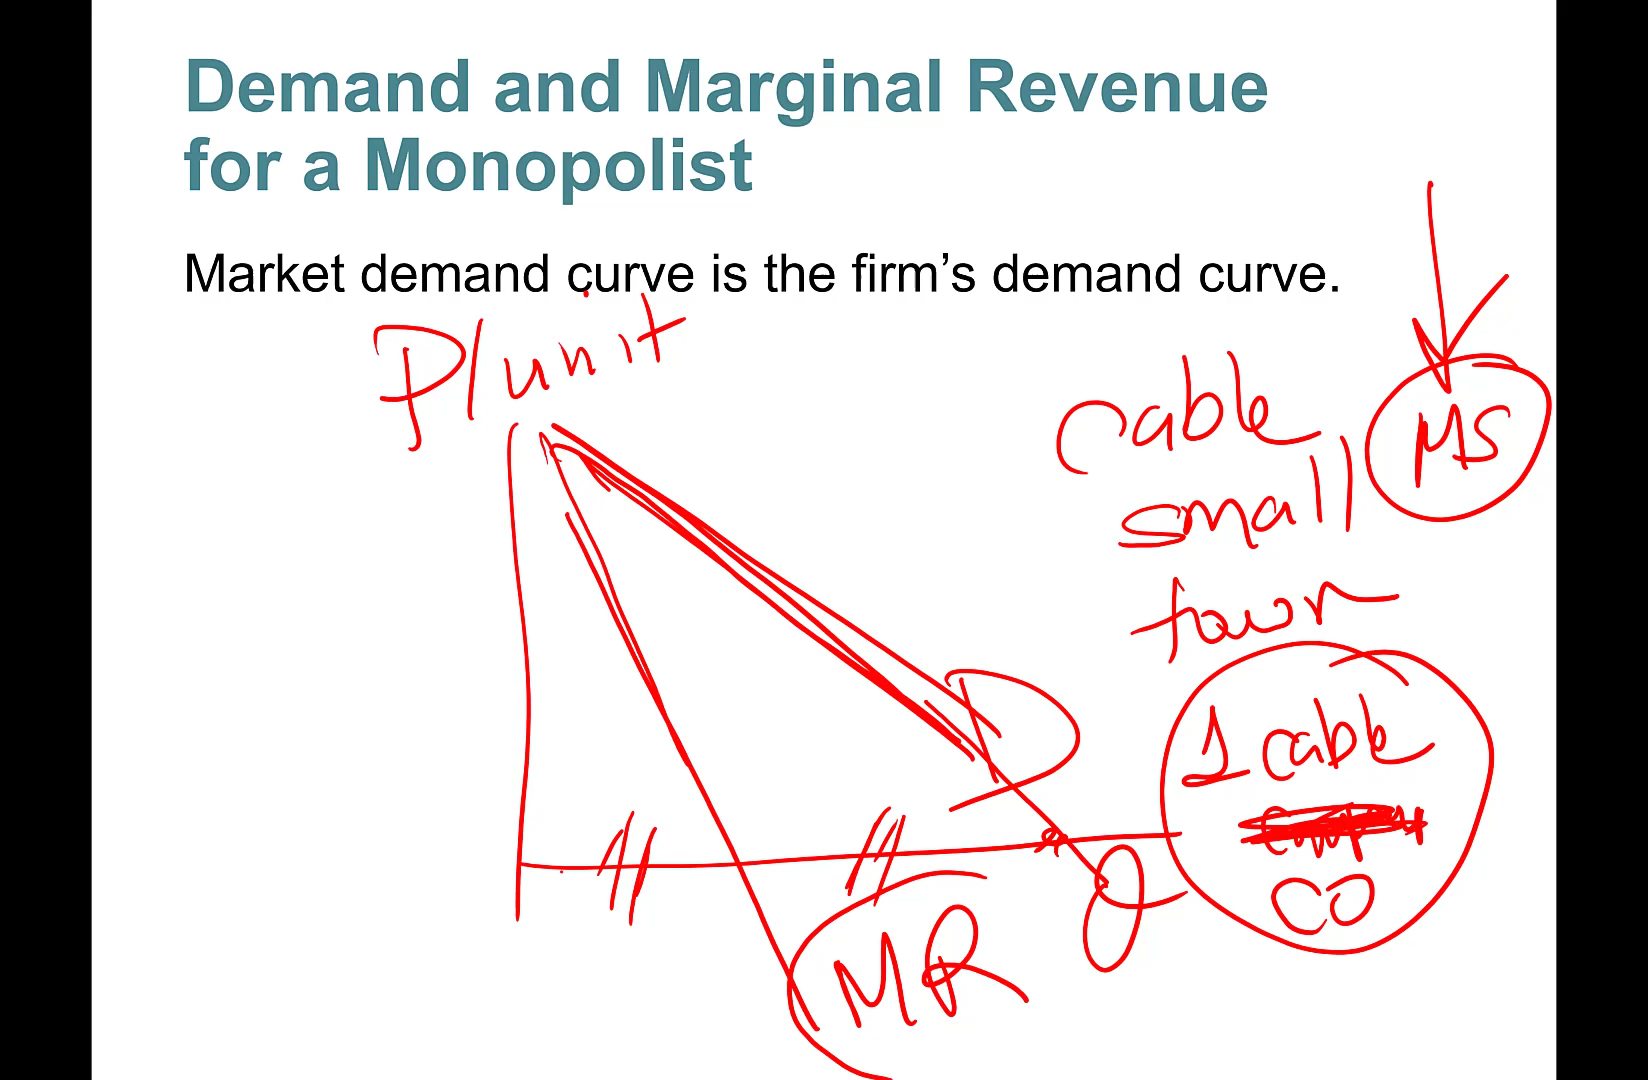 Demand and Marginal Revenue
for a Monopolist
Market demand curve is the firm's demand curve.
P/unit
cable
MS
small
town
D
1 cable
CO
Q
MR